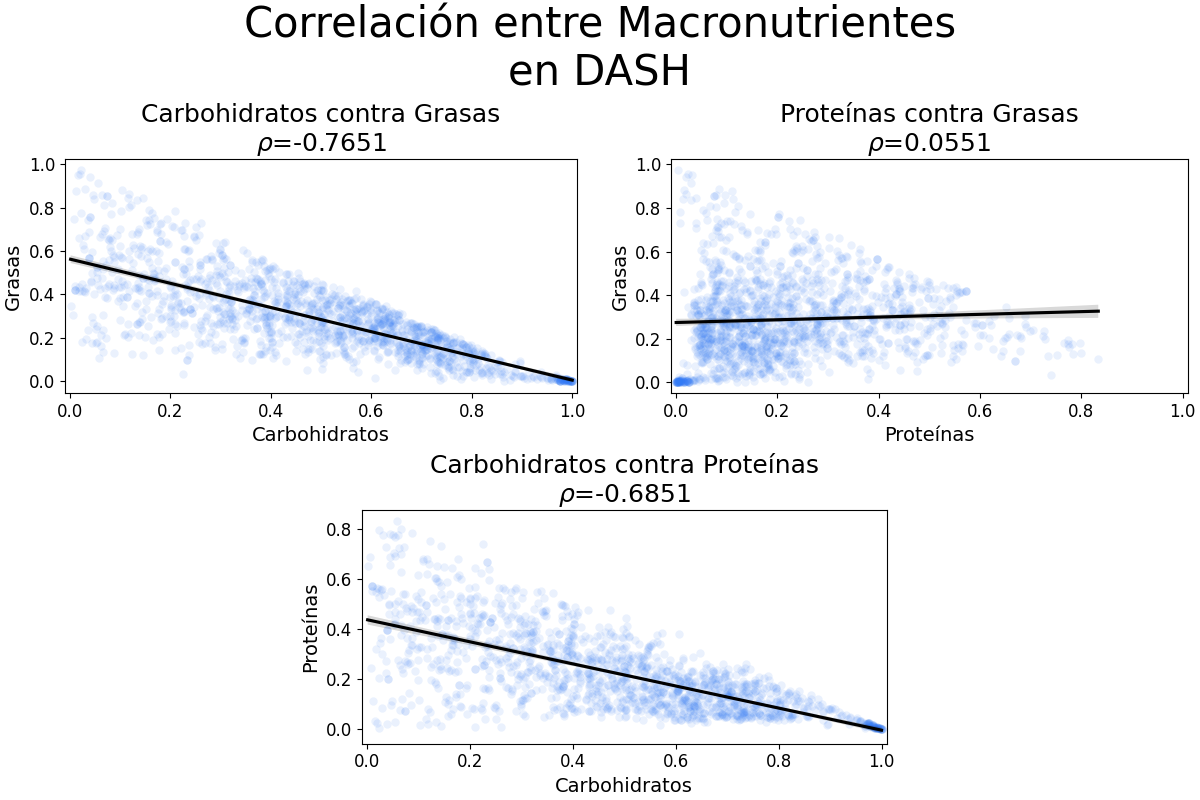 Correlación entre Macronutrientes
en DASH
Carbohidratos contra Grasas
ρ=-0.7651
1.0
0.8
0.6
0.4
0.2
0.0
Grasas
0.0 0.2 0.4 0.6 0.8 1.0
Carbohidratos
Proteínas contra Grasas
ρ=0.0551
1.0
0.8
0.6
0.4
0.2
0.0
Grasas
0.0 0.2 0.4 0.6 0.8 1.0
Proteínas
Carbohidratos contra Proteínas
ρ=-0.6851
0.8
0.6
0.4
0.2
0.0
Proteínas
0.0 0.2 0.4 0.6 0.8 1.0
Carbohidratos